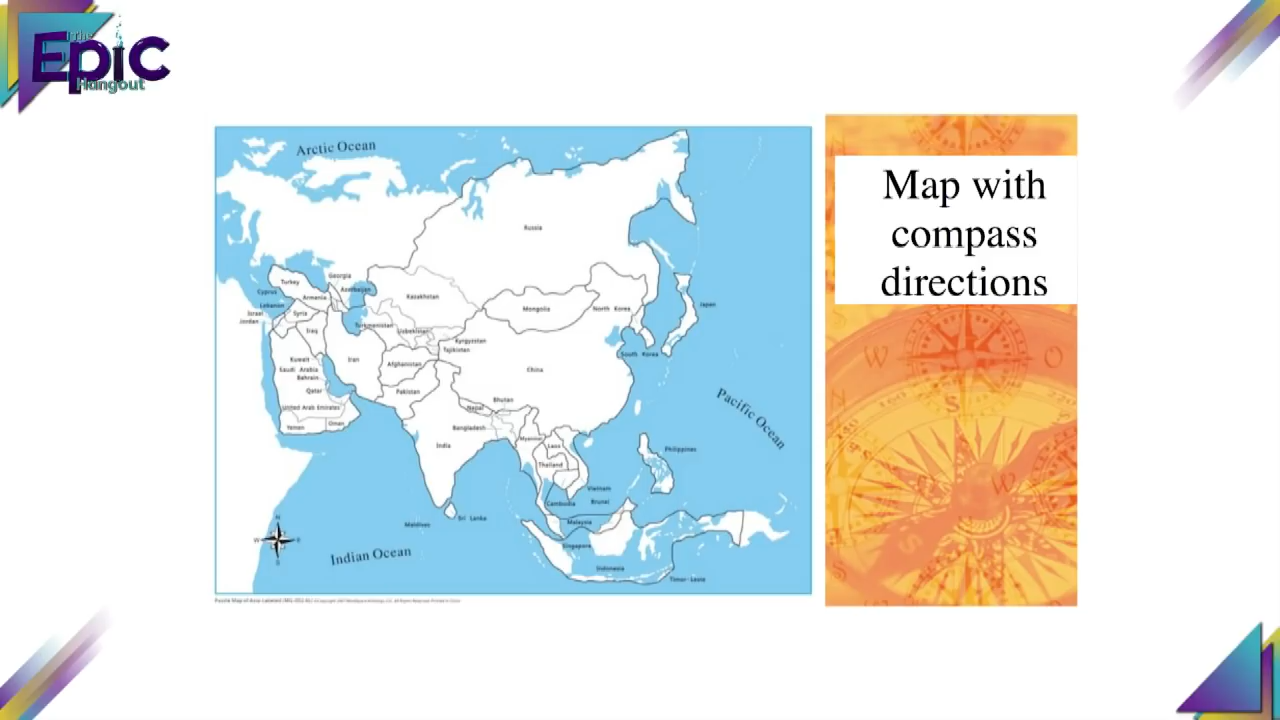 The
Epic
Hangout
Arctic Ocean
Map with
compass
directions
Russia
Georgia
Turkey
Cyprus
Azerbaijan
Armenia
Kazakhstan
Lebanon
Syria
Mongolia
North Korea
Japan
Israel
Jordan
Iraq
Turkmenistan
Uzbekistan
Kyrgyzstan
Tajikistan
South Korea
Kuwait
Iran
Afghanistan
China
Saudi Arabia
Bahrain
Qatar
Pakistan
Nepal
Bhutan
United Arab Emirates
Oman
Yemen
Bangladesh
India
Myanmar
Laos
Thailand
Philippines
Pacific Ocean
Vietnam
Cambodia
Brunei
Maldives
Sri Lanka
Malaysia
Singapore
Indonesia
Timor-Leste
Indian Ocean
N
W E
S
W O
S
W
S